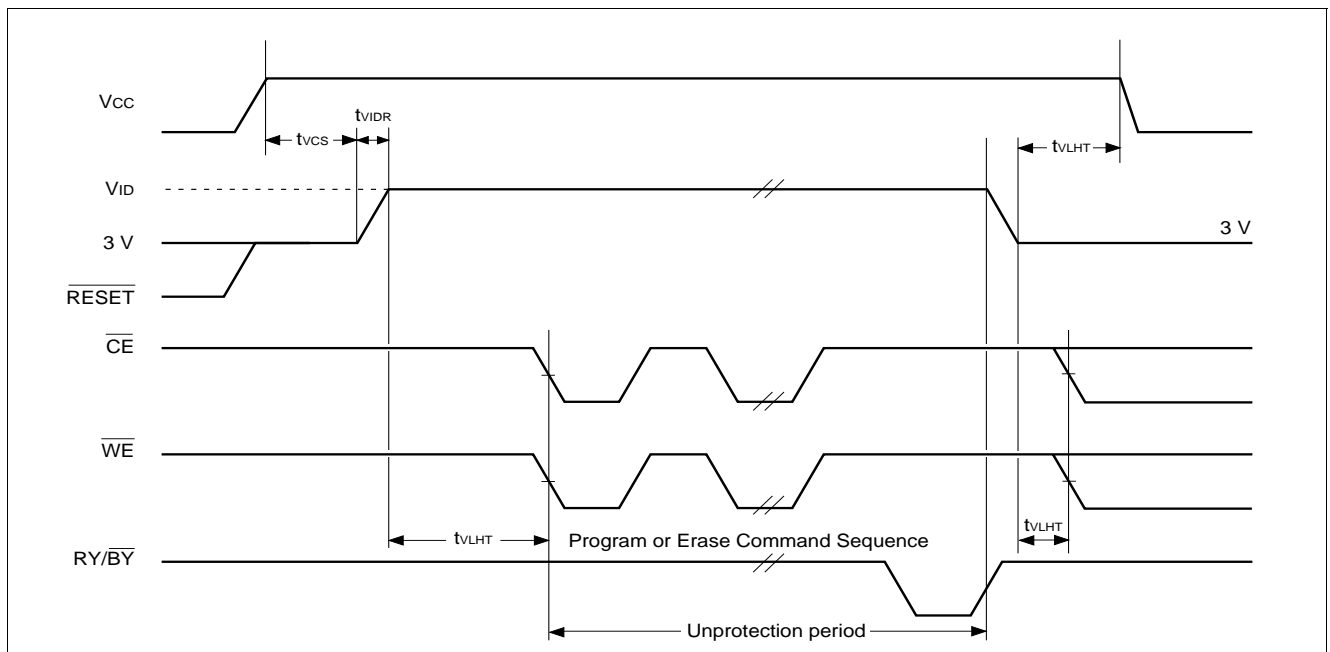 VCC
tVIDR
tVCS
tVLHT
VID
3 V
3 V
RESET
CE
WE
tVLHT
Program or Erase Command Sequence
tVLHT
RY/BY
Unprotection period